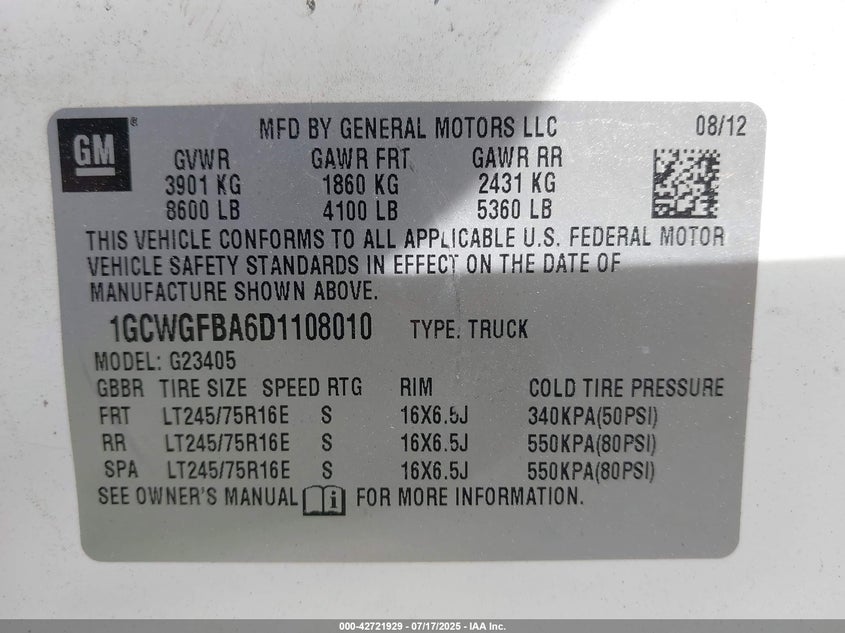 GM ® MFD BY GENERAL MOTORS LLC 08/12
GVWR GAWR FRT GAWR RR
3901 KG 1860 KG 2431 KG
8600 LB 4100 LB 5360 LB
THIS VEHICLE CONFORMS TO ALL APPLICABLE U.S. FEDERAL MOTOR
VEHICLE SAFETY STANDARDS IN EFFECT ON THE DATE OF
MANUFACTURE SHOWN ABOVE.
1GCWGFBA6D1108010 TYPE: TRUCK
MODEL: G23405
GBBR TIRE SIZE SPEED RTG RIM COLD TIRE PRESSURE
FRT LT245/75R16E S 16X6.5J 340KPA(50PSI)
RR LT245/75R16E S 16X6.5J 550KPA(80PSI)
SPA LT245/75R16E S 16X6.5J 550KPA(80PSI)
SEE OWNER'S MANUAL i FOR MORE INFORMATION.
000-42721929 - 07/17/2025 - IAA Inc.